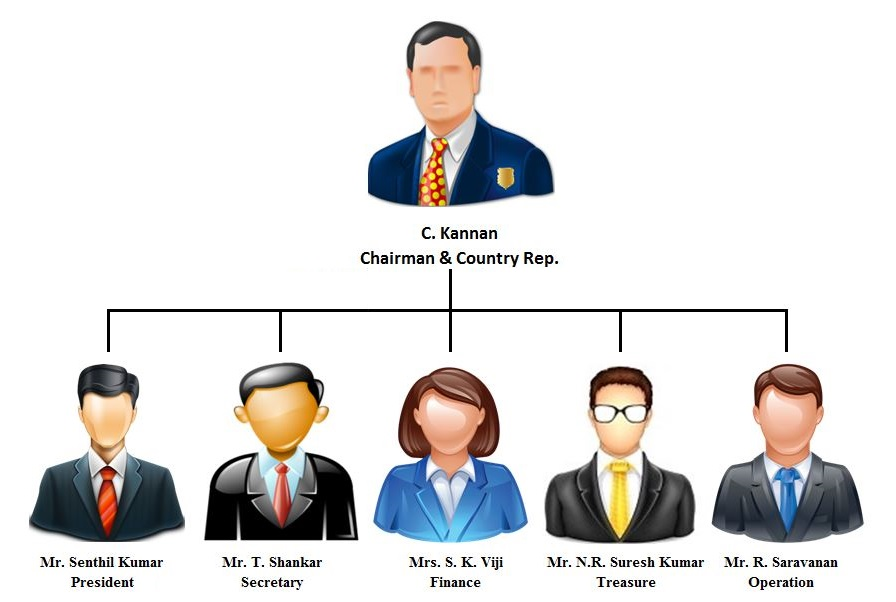 C. Kannan
Chairman & Country Rep.
Mr. Senthil Kumar
President
Mr. T. Shankar
Secretary
Mrs. S. K. Viji
Finance
Mr. N.R. Suresh Kumar
Treasure
Mr. R. Saravanan
Operation